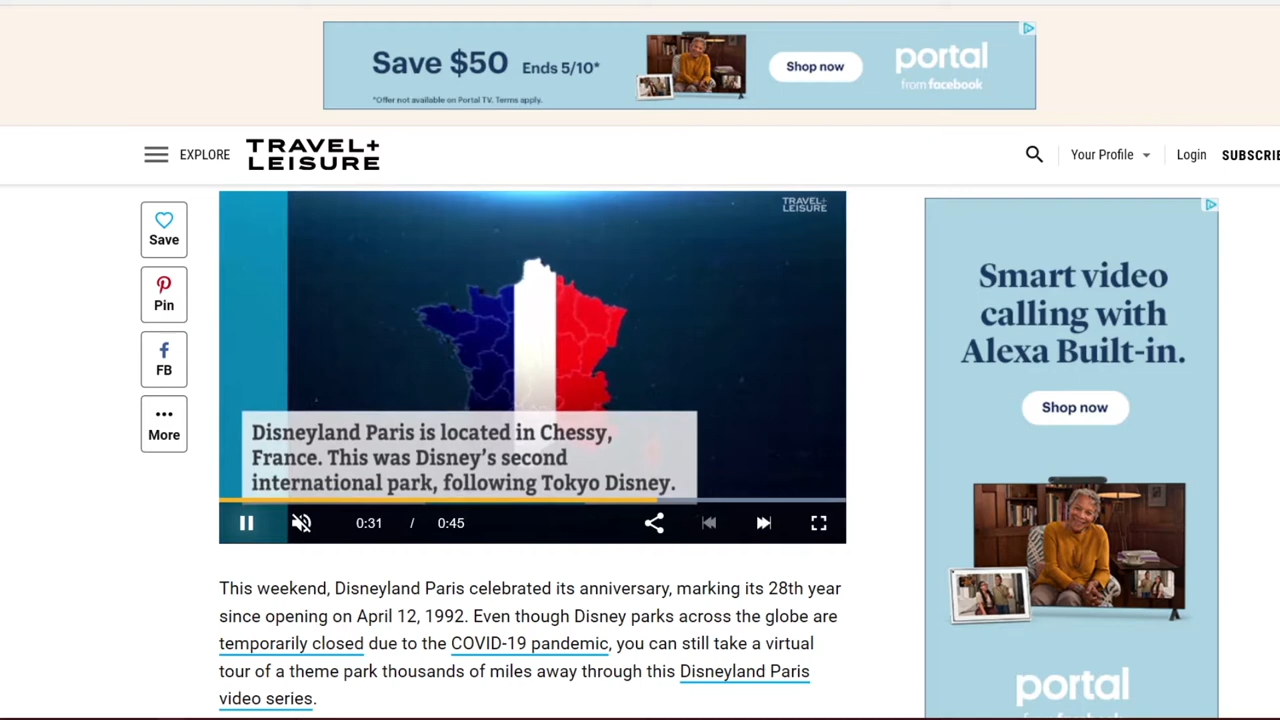 Save $50 Ends 5/10*
*Offer not available on Portal TV. Terms apply.
Shop now
portal
from facebook
EXPLORE
TRAVEL+
LEISURE
Your Profile
Login
Save
Pin
FB
More
TRAVEL+
LEISURE
Disneyland Paris is located in Chessy,
France. This was Disney's second
international park, following Tokyo Disney.
0:31 / 0:45
This weekend, Disneyland Paris celebrated its anniversary, marking its 28th year
since opening on April 12, 1992. Even though Disney parks across the globe are
temporarily closed due to the COVID-19 pandemic, you can still take a virtual
tour of a theme park thousands of miles away through this Disneyland Paris
video series.
Smart video
calling with
Alexa Built-in.
Shop now
portal